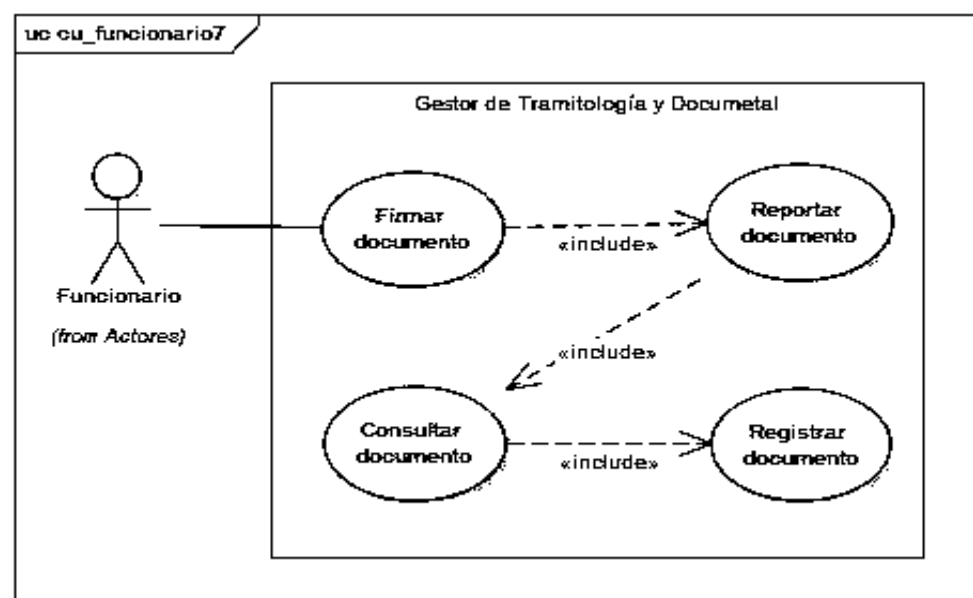 uc cu_funcionario7
Gestor de Tramitología y Documetal
Firmar
documento
Reportar
documento
«include»
Funcionario
(from Actores)
«include»
Consultar
documento
Registrar
documento
«include»